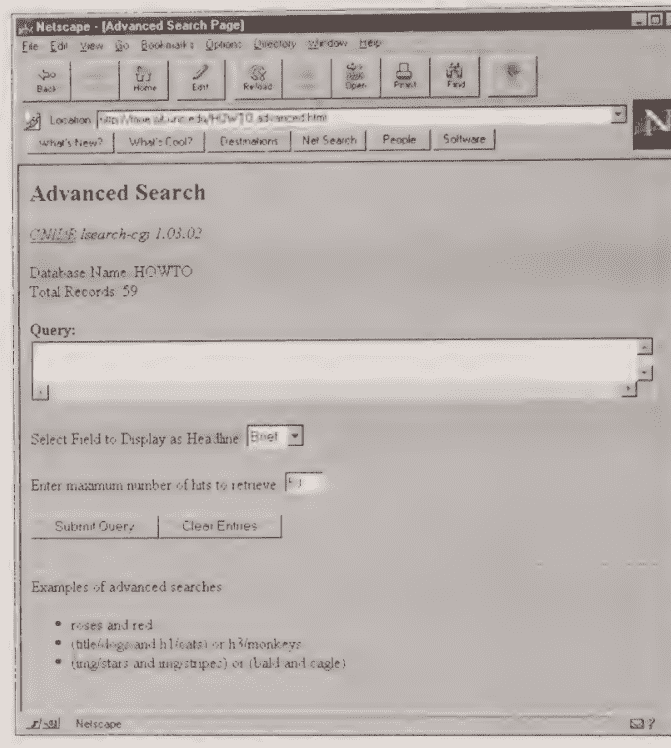 Netscape - [Advanced Search Page]
File Edit View Go Bookmarks Options Directory Window Help
Back Home Edit Reload Open Print Find
Location:
What's New? What's Cool? Destinations Net Search People Software
N
Advanced Search
CNIDR Isearch-cgi 1.03.02
Database Name: HOWTO
Total Records: 59
Query:
Select Field to Display as Headline: Brief
Enter maximum number of hits to retrieve
Submit Query Clear Entries
Examples of advanced searches
• roses and red
• (title/dogs and h1/cats) or h3/monkeys
• (img/stars and img/stripes) or (bald and eagle)
Netscape